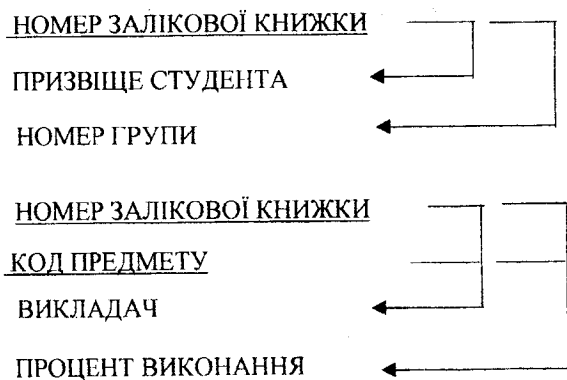 НОМЕР ЗАЛІКОВОЇ КНИЖКИ
ПРИЗВІЩЕ СТУДЕНТА
НОМЕР ГРУПИ
НОМЕР ЗАЛІКОВОЇ КНИЖКИ
КОД ПРЕДМЕТУ
ВИКЛАДАЧ
ПРОЦЕНТ ВИКОНАННЯ